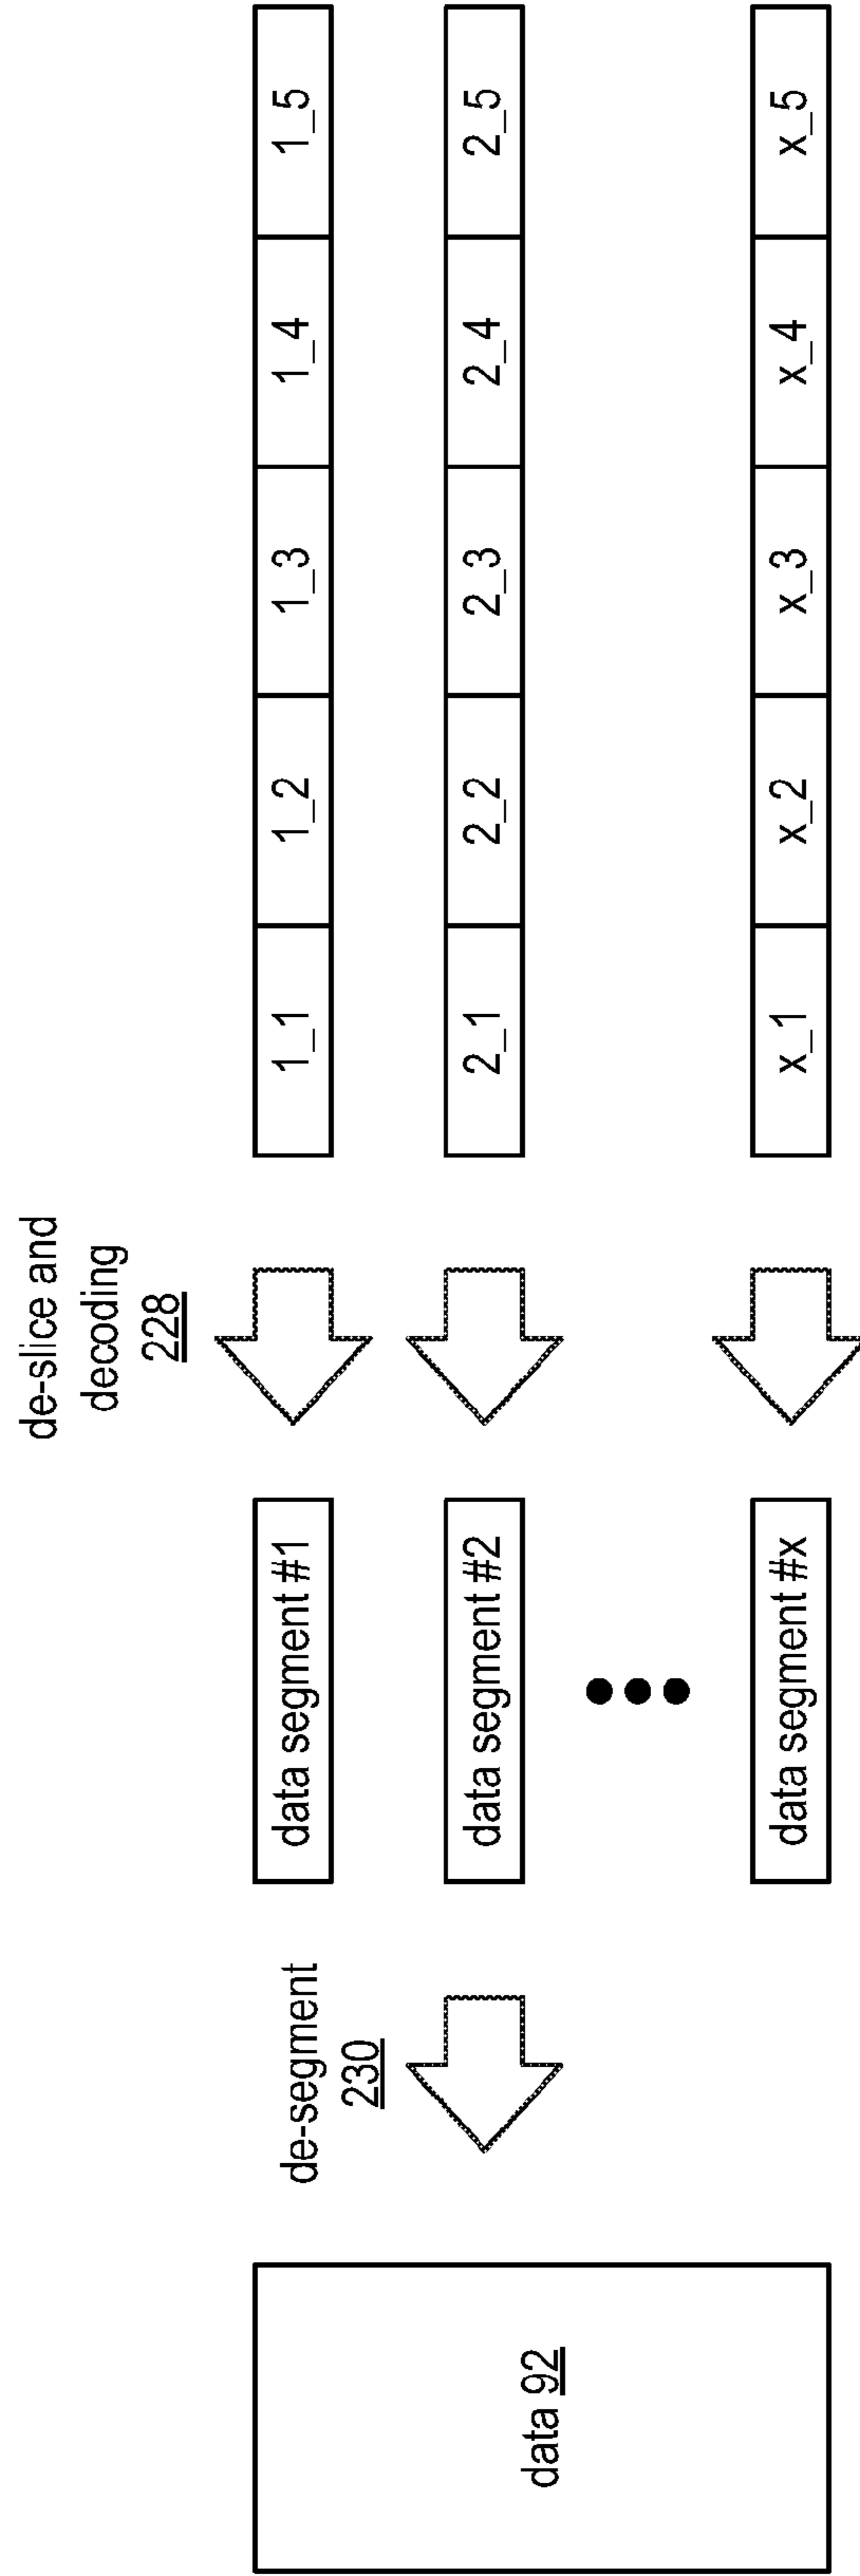 de-slice and
decoding
228
de-segment
230
data 92
data segment #1
1_1 1_2 1_3 1_4 1_5
data segment #2
2_1 2_2 2_3 2_4 2_5
data segment #x
x_1 x_2 x_3 x_4 x_5